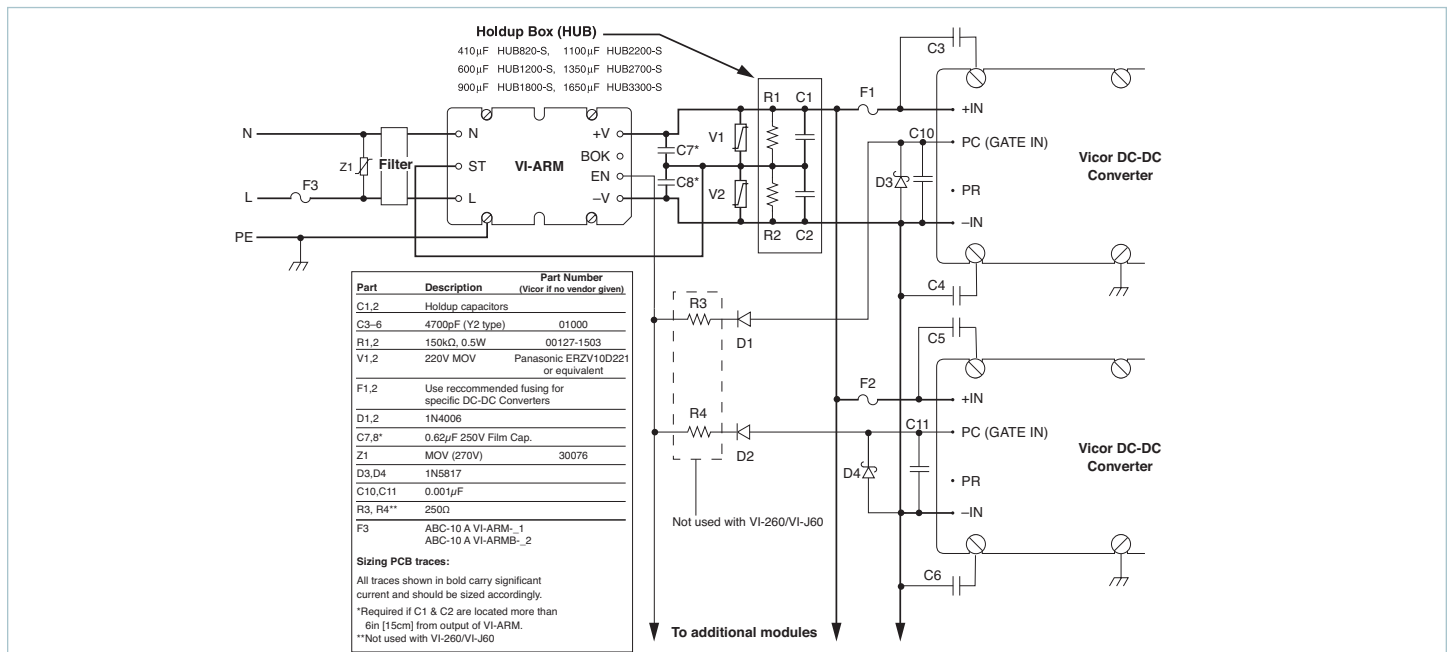 Holdup Box (HUB)
410µF HUB820-S, 1100µF HUB2200-S
600µF HUB1200-S, 1350µF HUB2700-S
900µF HUB1800-S, 1650µF HUB3300-S
N
L
PE
F3
Z1
Filter
N
ST
L
VI-ARM
+V
BOK
EN
–V
C7*
C8*
V1
V2
R1 C1
R2 C2
F1
C3
+IN
C10
PC (GATE IN)
D3
PR
–IN
Vicor DC-DC
Converter
C4
R3
D1
C5
F2
+IN
R4
D2
C11
PC (GATE IN)
D4
PR
–IN
Vicor DC-DC
Converter
C6
Not used with VI-260/VI-J60
To additional modules
Part Description Part Number
(Vicor if no vendor given)
C1,2 Holdup capacitors
C3–6 4700pF (Y2 type) 01000
R1,2 150kΩ, 0.5W 00127-1503
V1,2 220V MOV Panasonic ERZV10D221
or equivalent
F1,2 Use reccommended fusing for
specific DC-DC Converters
D1,2 1N4006
C7,8* 0.62µF 250V Film Cap.
Z1 MOV (270V) 30076
D3,D4 1N5817
C10,C11 0.001µF
R3, R4** 250Ω
F3 ABC-10 A VI-ARM-_1
ABC-10 A VI-ARMB-_2
Sizing PCB traces:
All traces shown in bold carry significant
current and should be sized accordingly.
*Required if C1 & C2 are located more than
6in [15cm] from output of VI-ARM.
**Not used with VI-260/VI-J60